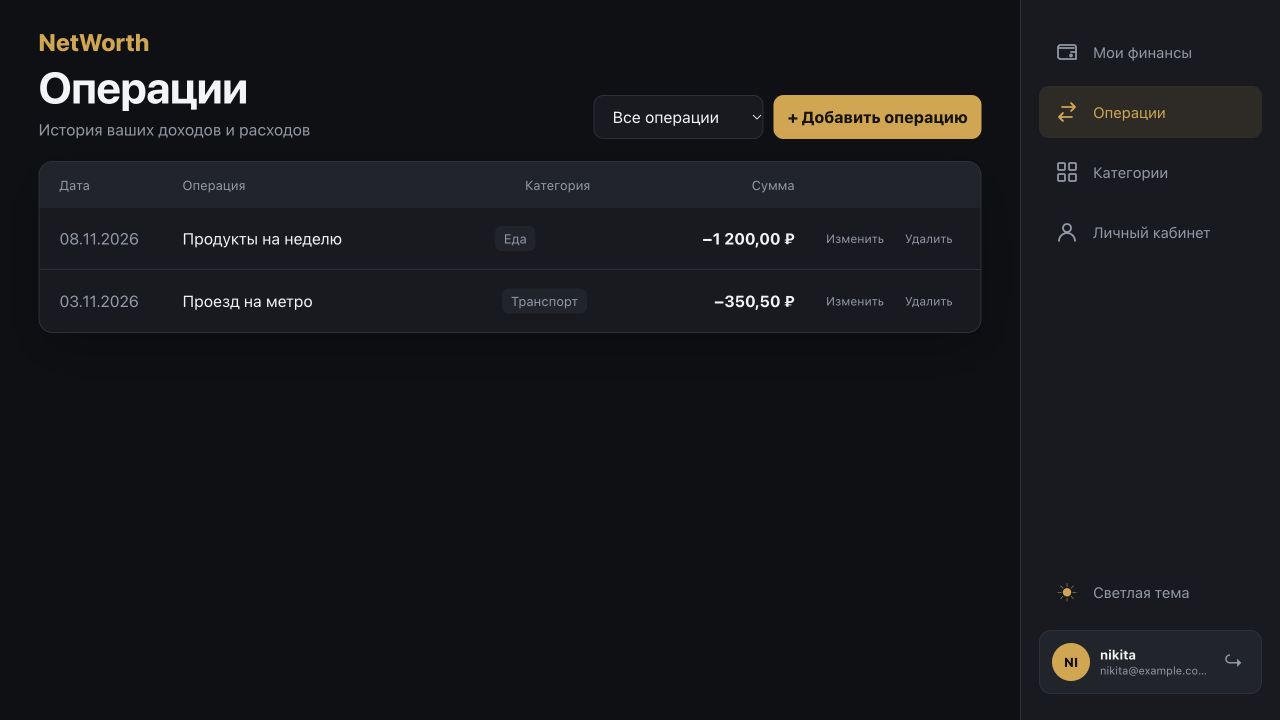 NetWorth
Операции
История ваших доходов и расходов
Все операции
+ Добавить операцию
Дата Операция Категория Сумма
08.11.2026 Продукты на неделю Еда −1 200,00 ₽ Изменить Удалить
03.11.2026 Проезд на метро Транспорт −350,50 ₽ Изменить Удалить
Мои финансы
Операции
Категории
Личный кабинет
Светлая тема
NI
nikita
nikita@example.co...